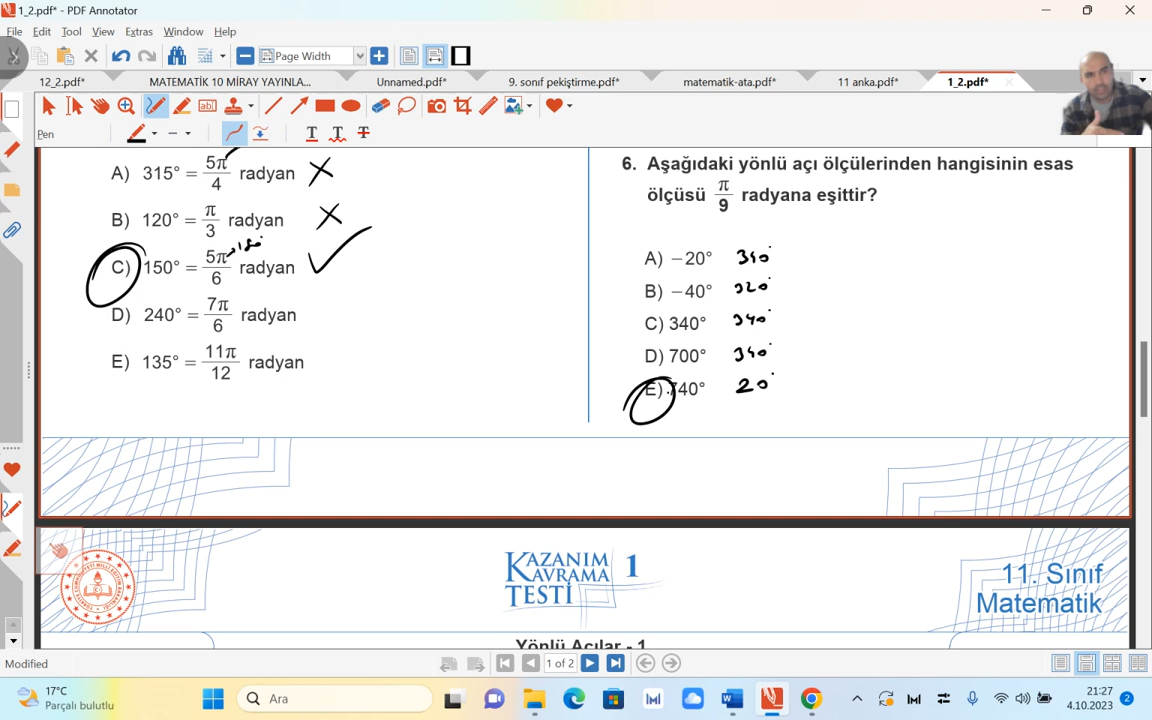 1_2.pdf* - PDF Annotator
File Edit Tool View Extras Window Help
Page Width
12_2.pdf* MATEMATİK 10 MİRAY YAYINLA... Unnamed.pdf* 9. sınıf pekiştirme.pdf* matematik-ata.pdf* 11 anka.pdf* 1_2.pdf*
Pen
A) 315° = 5π/4 radyan
B) 120° = π/3 radyan
C) 150° = 5π/6 radyan
D) 240° = 7π/6 radyan
E) 135° = 11π/12 radyan
6. Aşağıdaki yönlü açı ölçülerinden hangisinin esas
ölçüsü π/9 radyana eşittir?
A) −20° 340°
B) −40° 320°
C) 340° 340°
D) 700° 340°
E) 740° 20°
KAZANIM
KAVRAMA
TESTİ
1
11. Sınıf
Matematik
Yönlü Açılar - 1
Modified
1 of 2
17°C
Parçalı bulutlu
Ara
21:27
4.10.2023
2